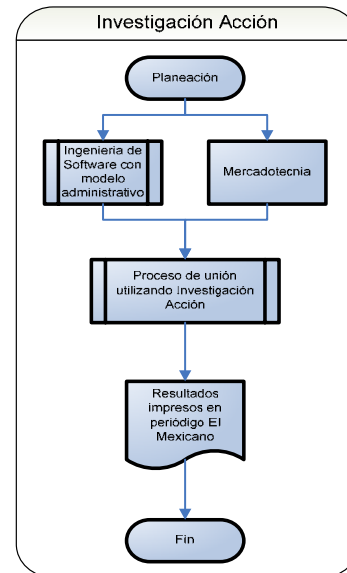 Investigación Acción
Planeación
Ingenieria de
Software con
modelo
administrativo
Mercadotecnia
Proceso de unión
utilizando Investigación
Acción
Resultados
impresos en
periódigo El
Mexicano
Fin